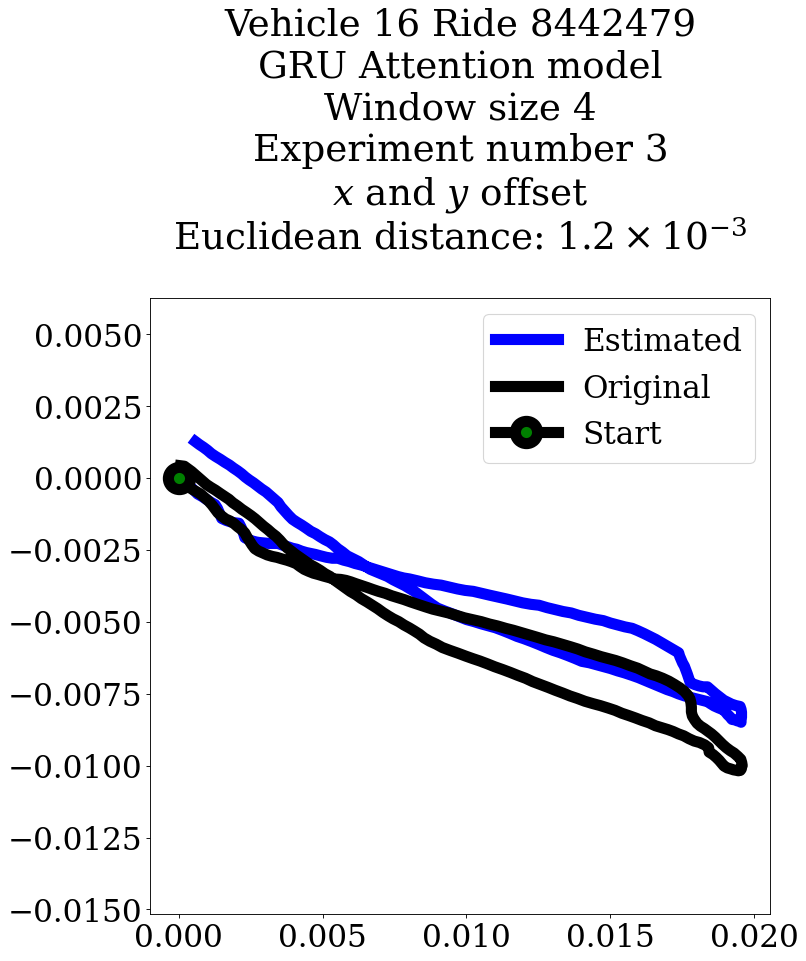 Vehicle 16 Ride 8442479
GRU Attention model
Window size 4
Experiment number 3
x and y offset
Euclidean distance: 1.2 × 10⁻³
Estimated
Original
Start
0.0050
0.0025
0.0000
−0.0025
−0.0050
−0.0075
−0.0100
−0.0125
−0.0150
0.000 0.005 0.010 0.015 0.020